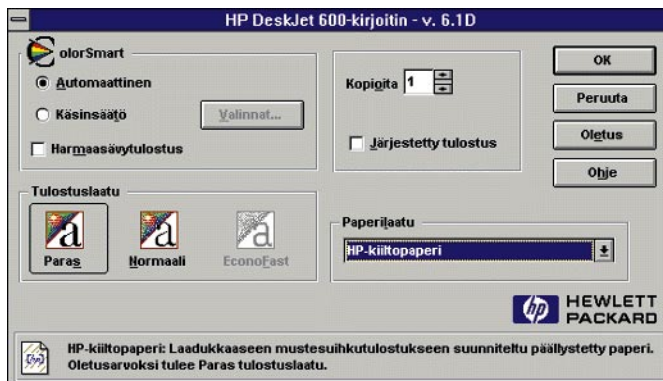 HP DeskJet 600-kirjoitin - v. 6.1D
ColorSmart
Automaattinen
Käsinsäätö
Valinnat...
Harmaasävytulostus
Kopioita 1
Järjestetty tulostus
OK
Peruuta
Oletus
Ohje
Tulostuslaatu
Paras
Normaali
EconoFast
Paperilaatu
HP-kiiltopaperi
hp HEWLETT
PACKARD
HP-kiiltopaperi: Laadukkaaseen mustesuihkutulostukseen suunniteltu päällystetty paperi.
Oletusarvoksi tulee Paras tulostuslaatu.